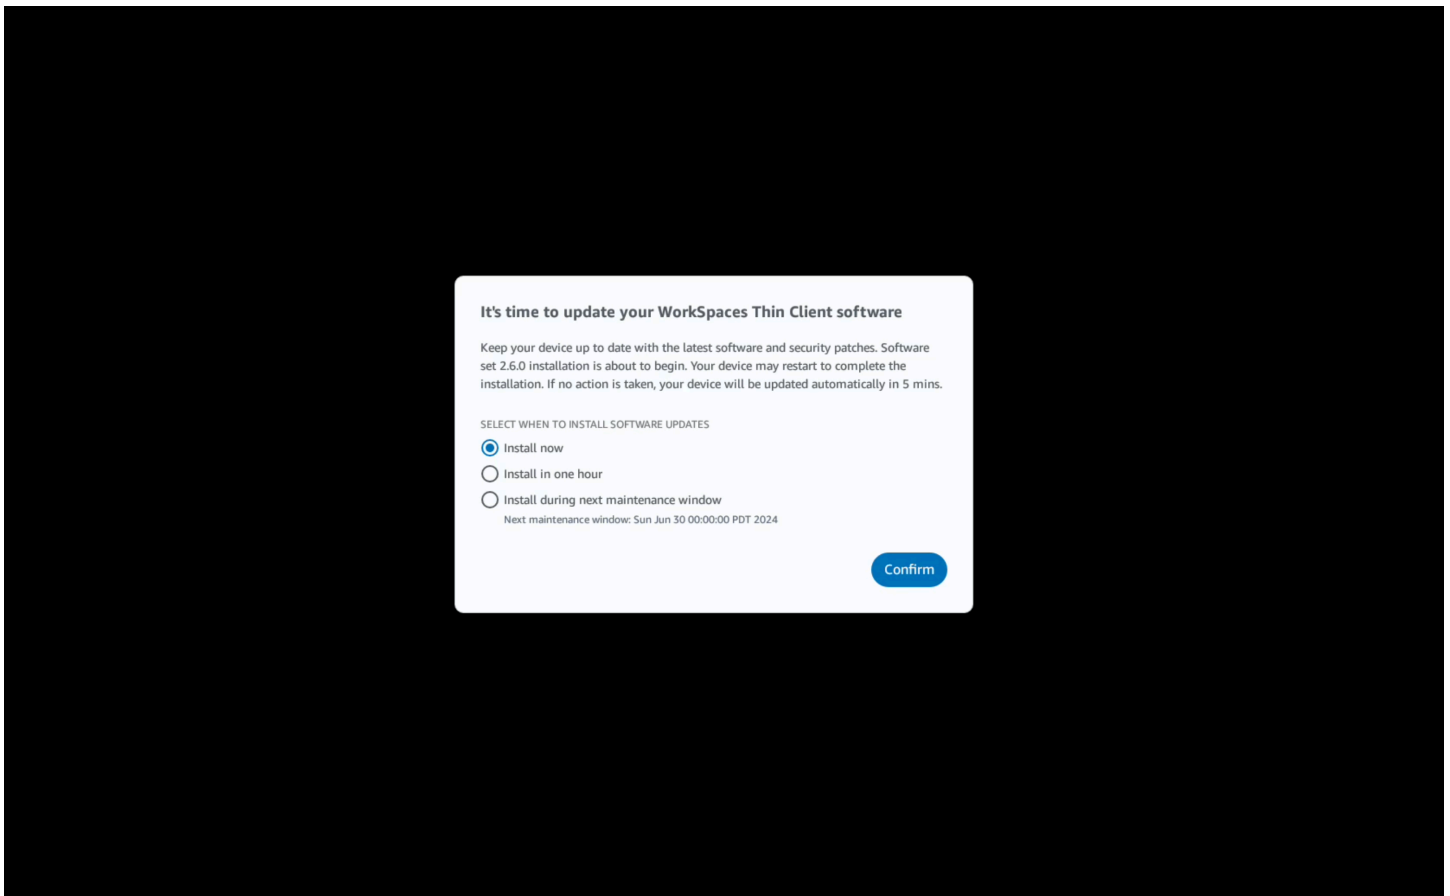 It's time to update your WorkSpaces Thin Client software
Keep your device up to date with the latest software and security patches. Software
set 2.6.0 installation is about to begin. Your device may restart to complete the
installation. If no action is taken, your device will be updated automatically in 5 mins.
SELECT WHEN TO INSTALL SOFTWARE UPDATES
Install now
Install in one hour
Install during next maintenance window
Next maintenance window: Sun Jun 30 00:00:00 PDT 2024
Confirm